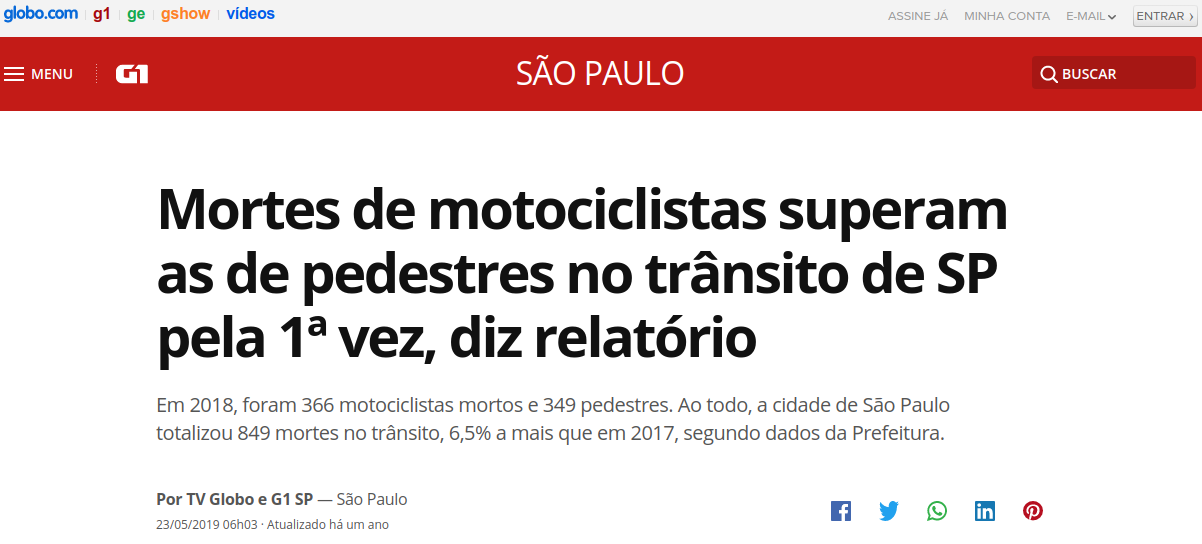 globo.com g1 ge gshow vídeos ASSINE JÁ MINHA CONTA E-MAIL ENTRAR
MENU G1 SÃO PAULO BUSCAR
Mortes de motociclistas superam
as de pedestres no trânsito de SP
pela 1ª vez, diz relatório
Em 2018, foram 366 motociclistas mortos e 349 pedestres. Ao todo, a cidade de São Paulo
totalizou 849 mortes no trânsito, 6,5% a mais que em 2017, segundo dados da Prefeitura.
Por TV Globo e G1 SP — São Paulo
23/05/2019 06h03 · Atualizado há um ano